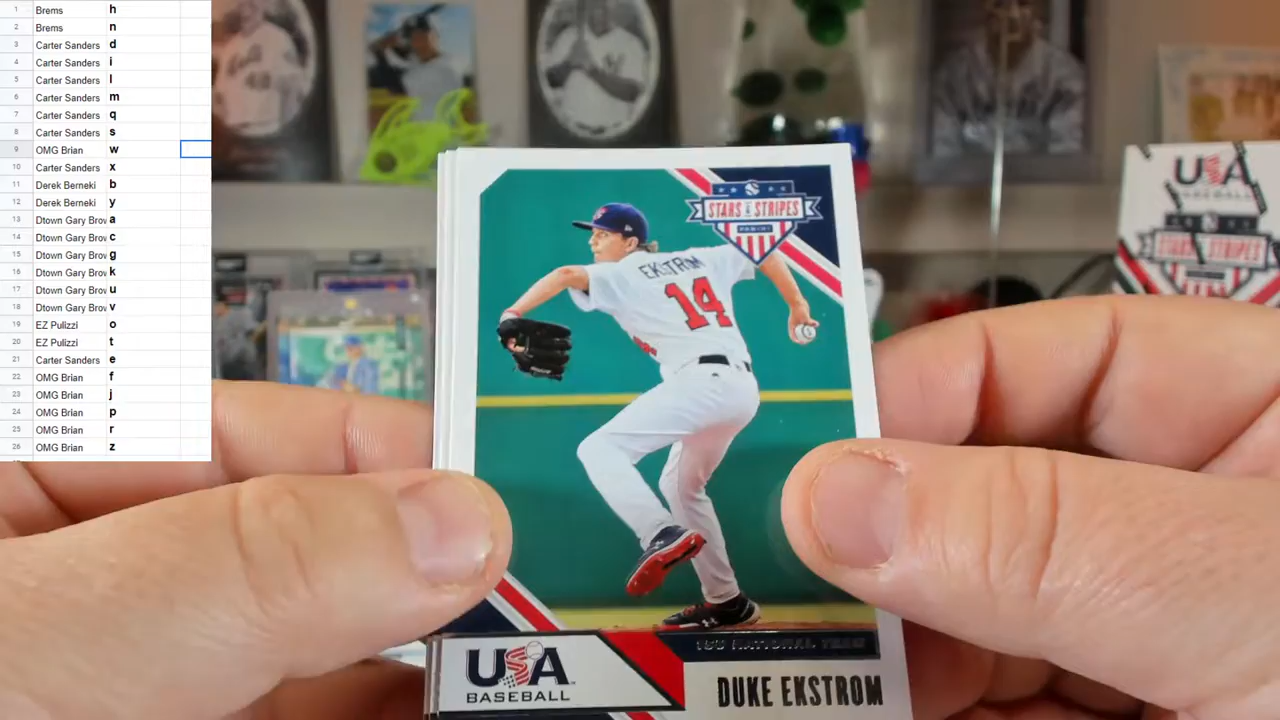 1 Brems h
2 Brems n
3 Carter Sanders d
4 Carter Sanders i
5 Carter Sanders l
6 Carter Sanders m
7 Carter Sanders q
8 Carter Sanders s
9 OMG Brian w
10 Carter Sanders x
11 Derek Berneki b
12 Derek Berneki y
13 Dtown Gary Brov a
14 Dtown Gary Brov c
15 Dtown Gary Brov g
16 Dtown Gary Brov k
17 Dtown Gary Brov u
18 Dtown Gary Brov v
19 EZ Pulizzi o
20 EZ Pulizzi t
21 Carter Sanders e
22 OMG Brian f
23 OMG Brian j
24 OMG Brian p
25 OMG Brian r
26 OMG Brian z
STARS & STRIPES
PANINI
EKSTROM
14
USA
BASEBALL
NATIONAL TEAM
DUKE EKSTROM
USA
BASEBALL
STARS & STRIPES